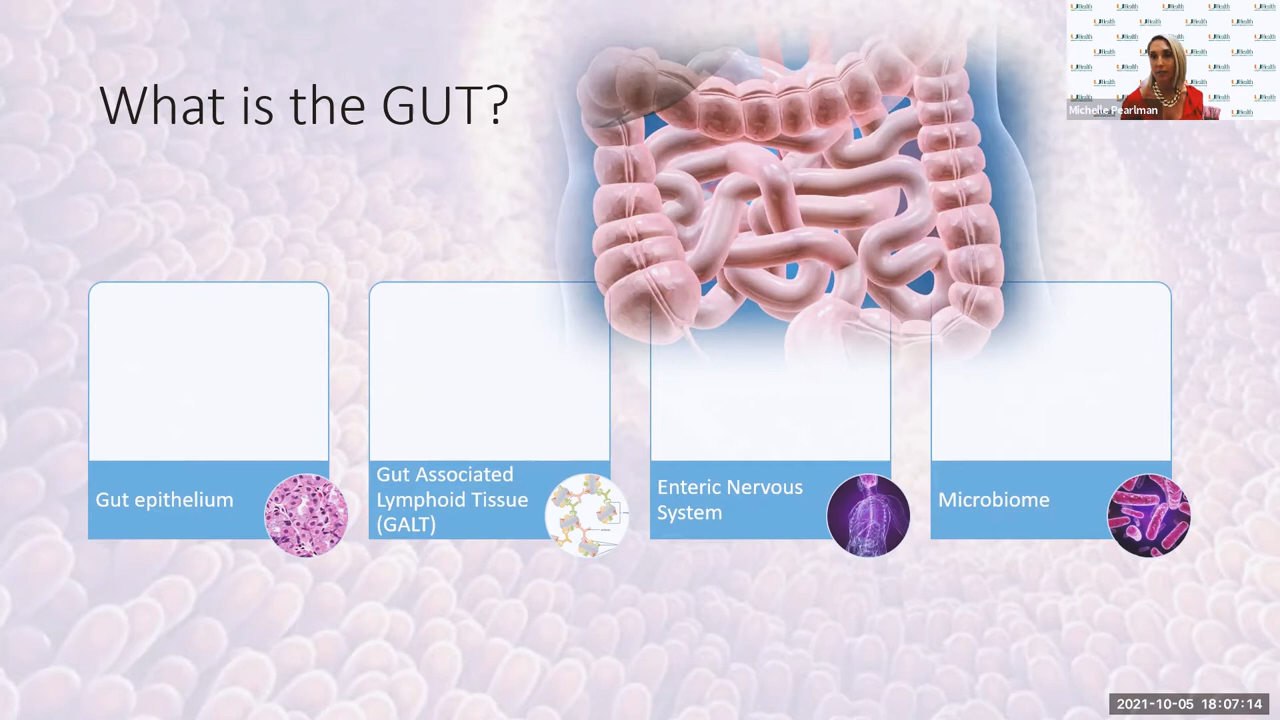 What is the GUT?
UHealth
Michelle Pearlman
Gut epithelium
Gut Associated
Lymphoid Tissue
(GALT)
Enteric Nervous
System
Microbiome
2021-10-05 18:07:14